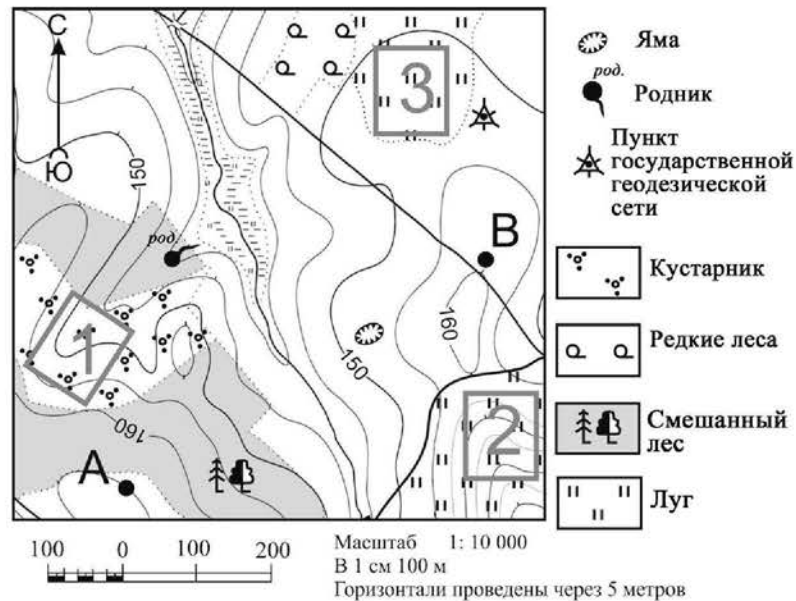 С
Ю
150
род.
1
А
160
3
В
160
150
2
Яма
род.
Родник
Пункт
государственной
геодезической
сети
Кустарник
Редкие леса
Смешанный
лес
Луг
100 0 100 200
Масштаб 1: 10 000
В 1 см 100 м
Горизонтали проведены через 5 метров